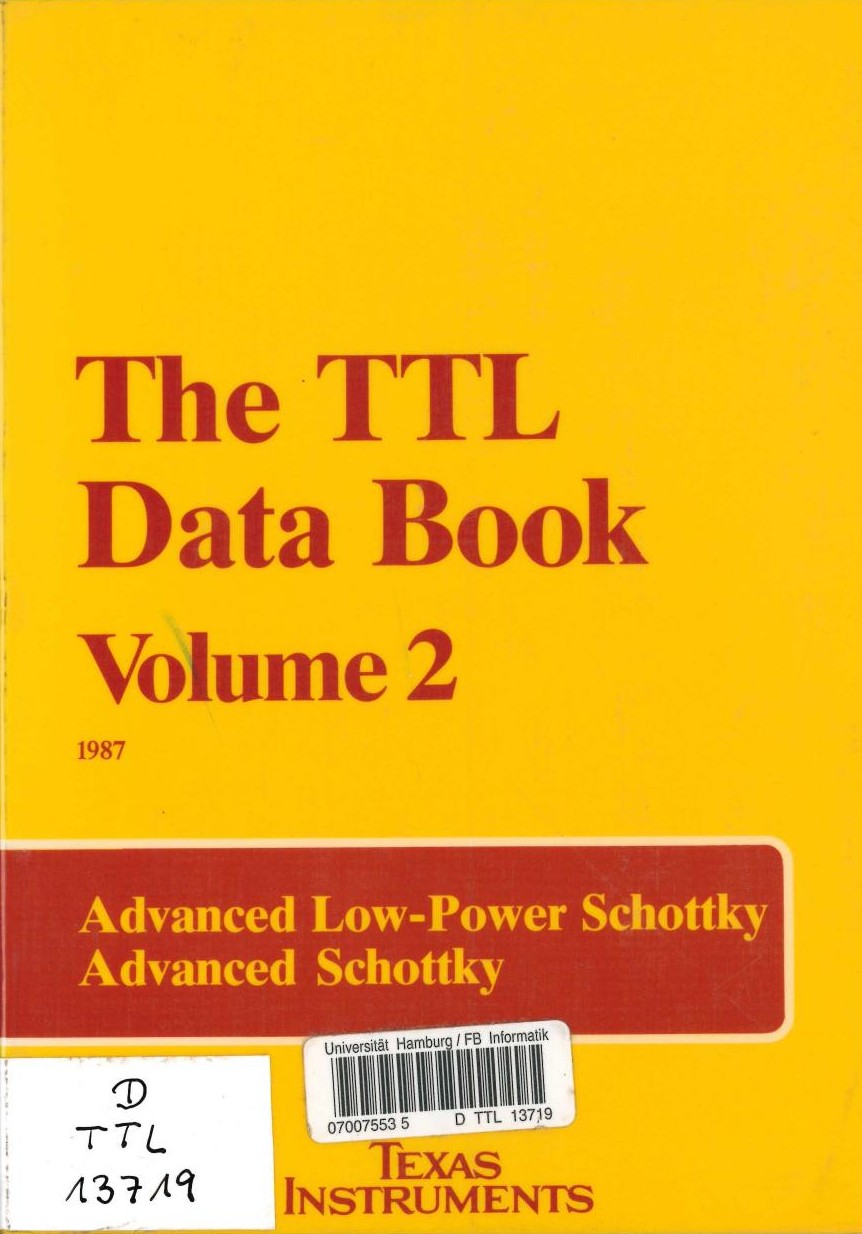 The TTL
Data Book
Volume 2
1987
Advanced Low-Power Schottky
Advanced Schottky
Universität Hamburg / FB Informatik
07007553 5 D TTL 13719
D
TTL
13719
TEXAS
INSTRUMENTS